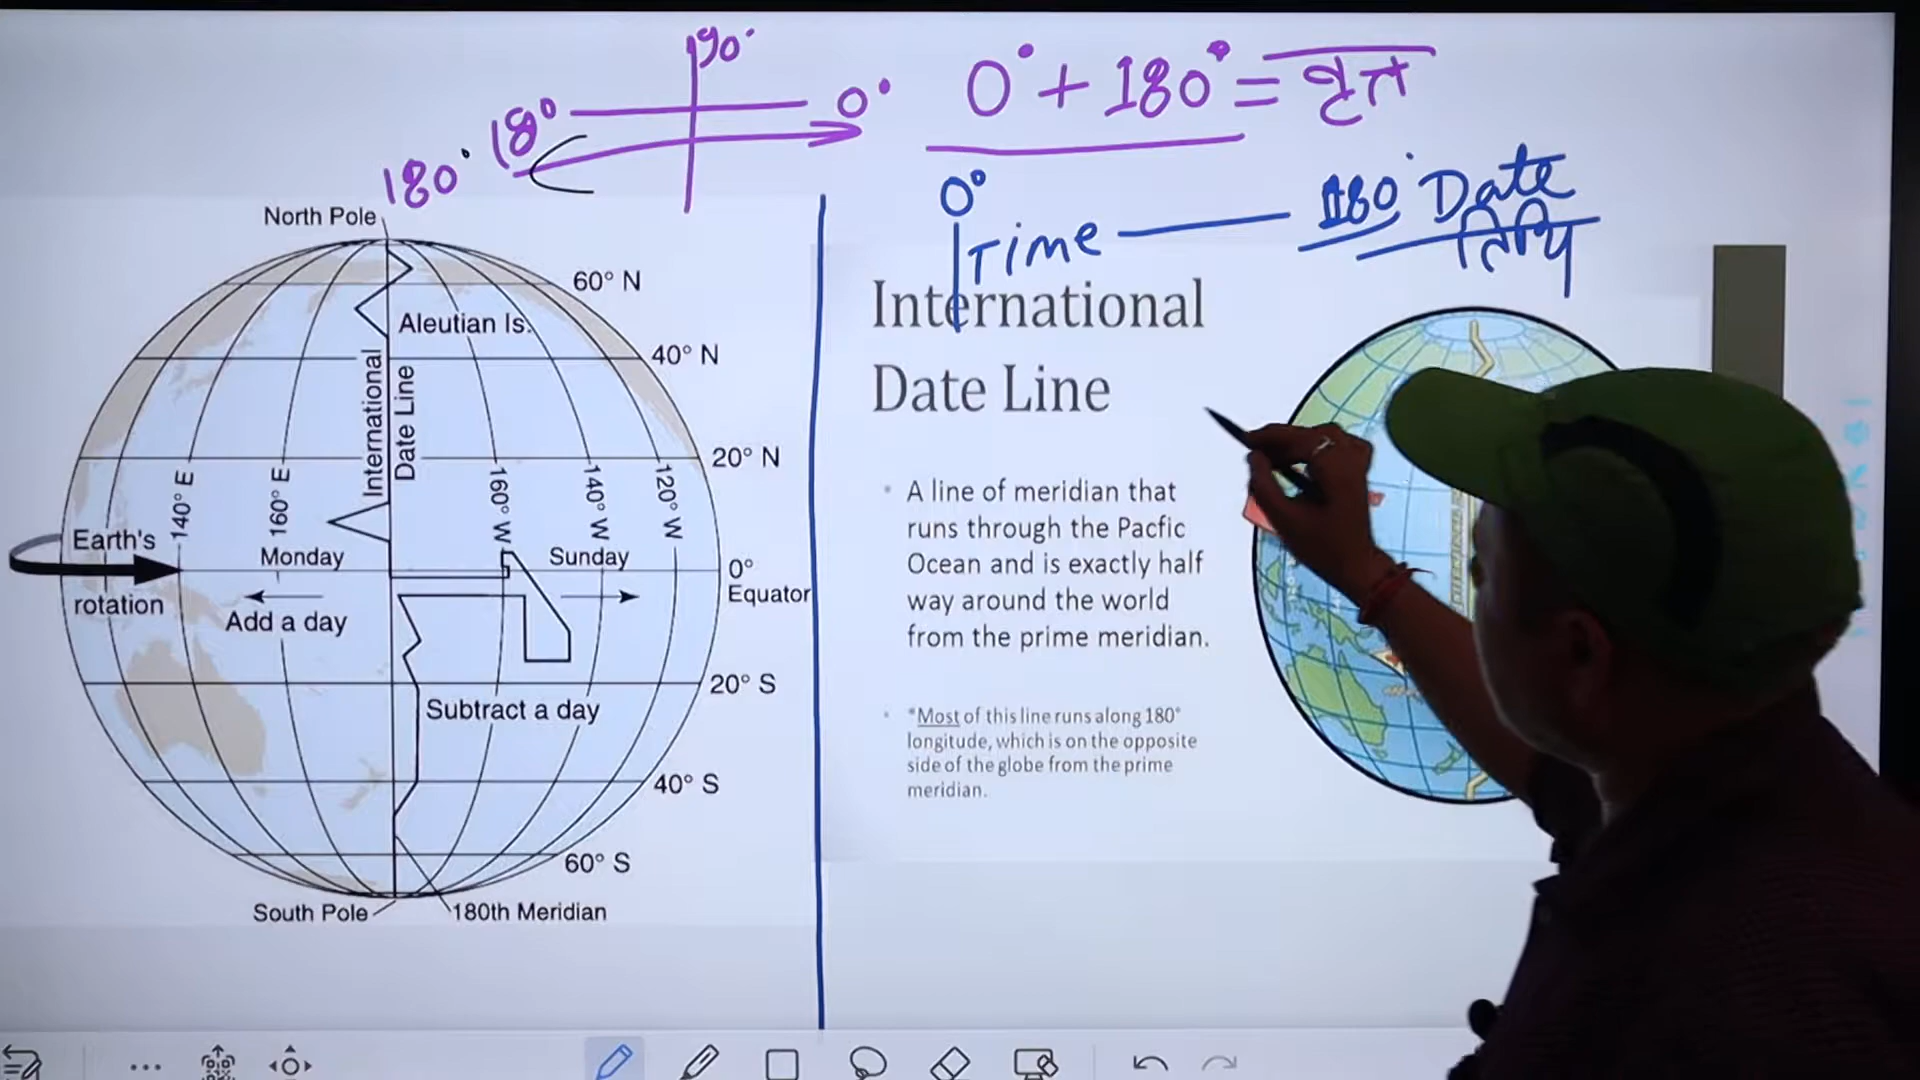 90°
180° 0°
180°
0° + 180° = वृत्त
0°
Time 180° Date
तिथि
North Pole
60° N
Aleutian Is.
40° N
International
Date Line
20° N
140° E
160° E
160° W
140° W
120° W
Earth's
rotation
Monday
Sunday
0°
Equator
Add a day
20° S
Subtract a day
40° S
60° S
South Pole
180th Meridian
International
Date Line
• A line of meridian that
runs through the Pacfic
Ocean and is exactly half
way around the world
from the prime meridian.
• *Most of this line runs along 180°
longitude, which is on the opposite
side of the globe from the prime
meridian.